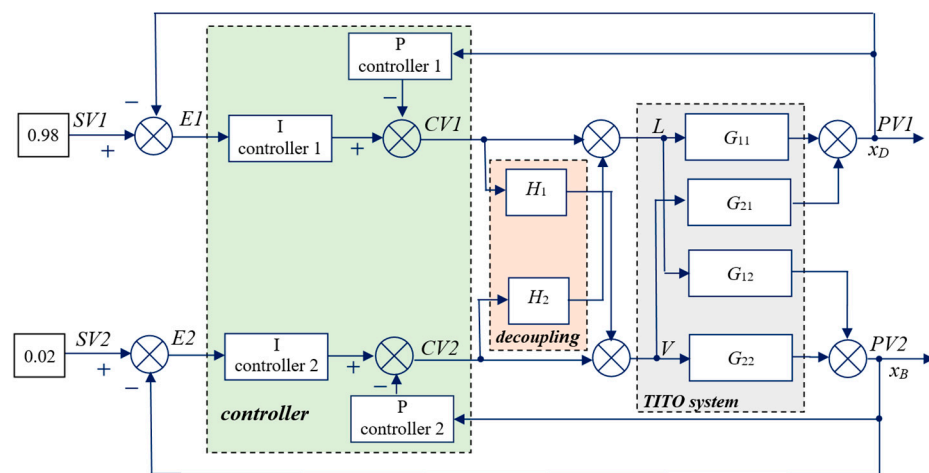 P
controller 1
−
−
0.98
SV1
+
E1
I
controller 1
+
CV1
L
G11
PV1
xD
H1
G21
G12
H2
decoupling
0.02
SV2
+
−
E2
I
controller 2
+
−
CV2
V
G22
PV2
xB
P
controller 2
controller
TITO system